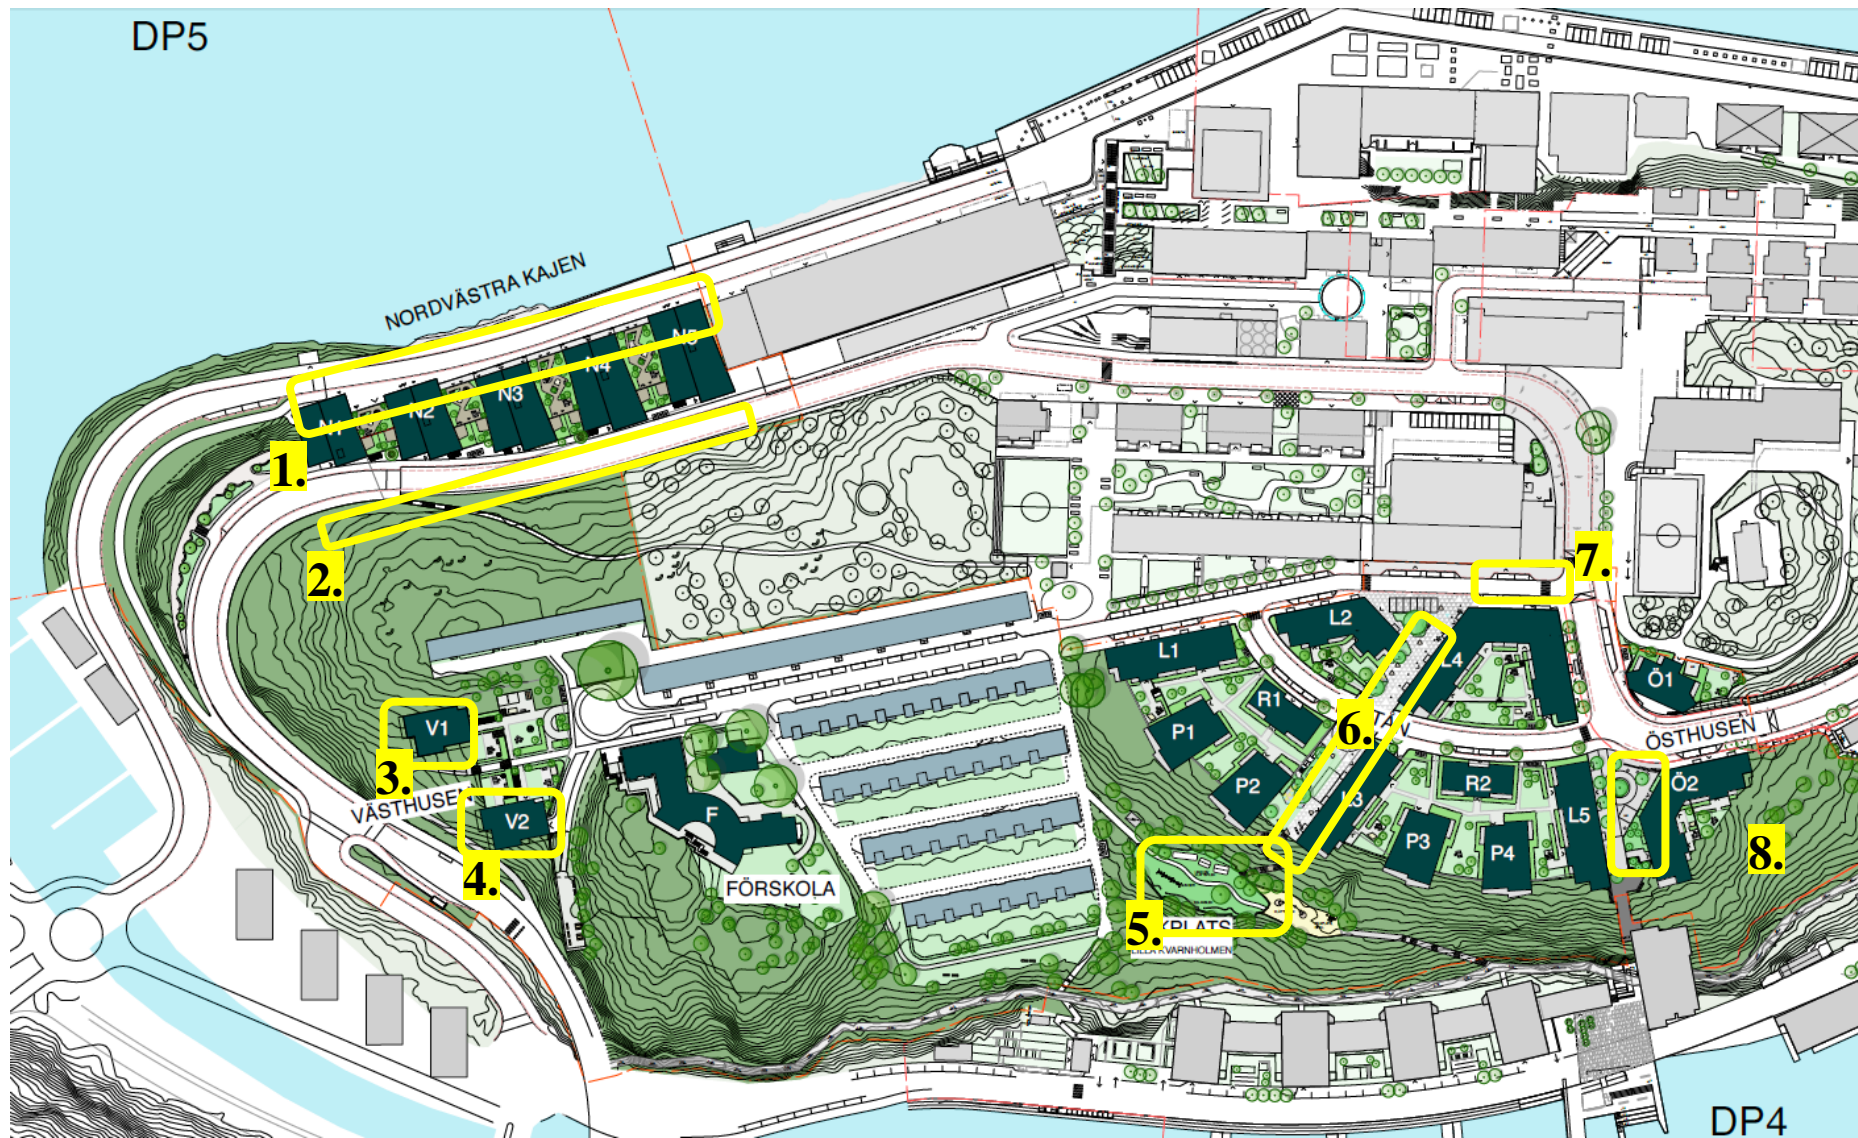 DP5
NORDVÄSTRA KAJEN
N5
N4
N3
N2
N1
1.
2.
7.
L2
L1
L4
Ö1
R1
V1
P1
6.
ÖSTHUSEN
3.
P2
R2
Ö2
VÄSTHUSEN
V2
F
L3
L5
P3
P4
8.
4.
FÖRSKOLA
5.
LILLA KVARNHOLMEN
DP4